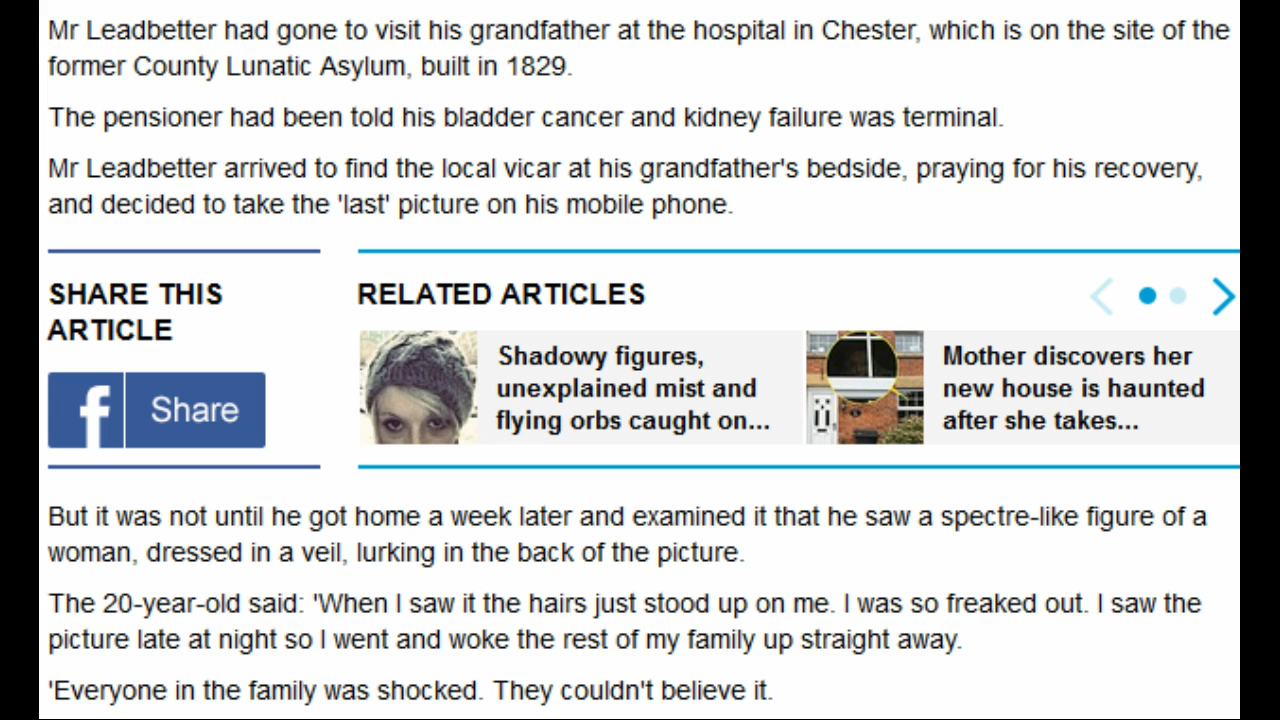 Mr Leadbetter had gone to visit his grandfather at the hospital in Chester, which is on the site of the
former County Lunatic Asylum, built in 1829.
The pensioner had been told his bladder cancer and kidney failure was terminal.
Mr Leadbetter arrived to find the local vicar at his grandfather's bedside, praying for his recovery,
and decided to take the 'last' picture on his mobile phone.
SHARE THIS
ARTICLE
f Share
RELATED ARTICLES
Shadowy figures,
unexplained mist and
flying orbs caught on...
Mother discovers her
new house is haunted
after she takes...
But it was not until he got home a week later and examined it that he saw a spectre-like figure of a
woman, dressed in a veil, lurking in the back of the picture.
The 20-year-old said: 'When I saw it the hairs just stood up on me. I was so freaked out. I saw the
picture late at night so I went and woke the rest of my family up straight away.
'Everyone in the family was shocked. They couldn't believe it.